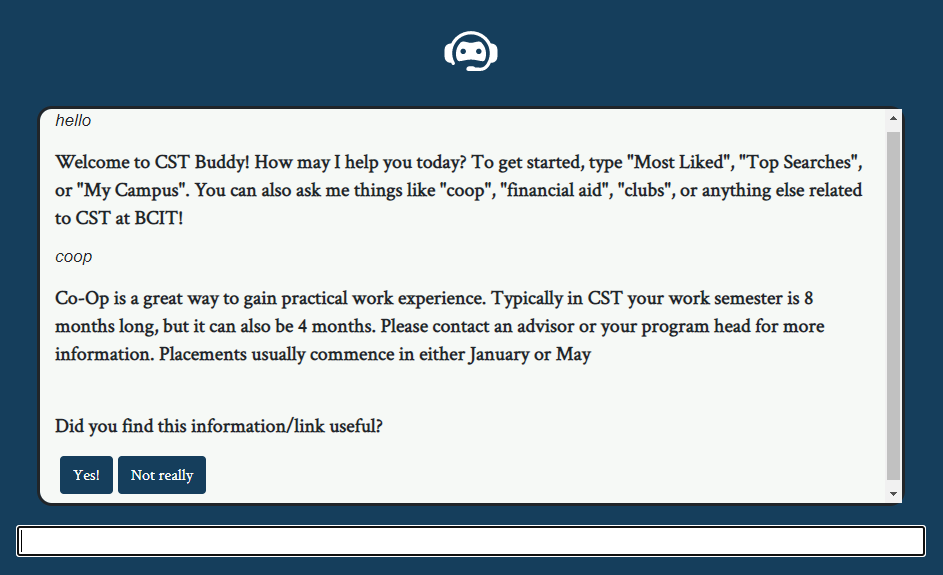 hello
Welcome to CST Buddy! How may I help you today? To get started, type "Most Liked", "Top Searches",
or "My Campus". You can also ask me things like "coop", "financial aid", "clubs", or anything else related
to CST at BCIT!
coop
Co-Op is a great way to gain practical work experience. Typically in CST your work semester is 8
months long, but it can also be 4 months. Please contact an advisor or your program head for more
information. Placements usually commence in either January or May
Did you find this information/link useful?
Yes! Not really